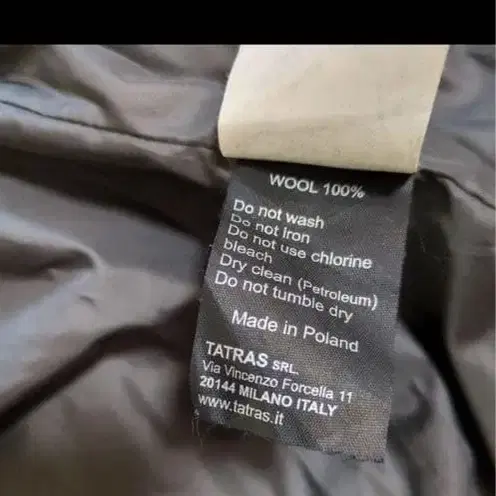 WOOL 100%
Do not wash
Do not Iron
Do not use chlorine
bleach
Dry clean (Petroleum)
Do not tumble dry
Made in Poland
TATRAS SRL.
Via Vincenzo Forcella 11
20144 MILANO ITALY
www.tatras.it